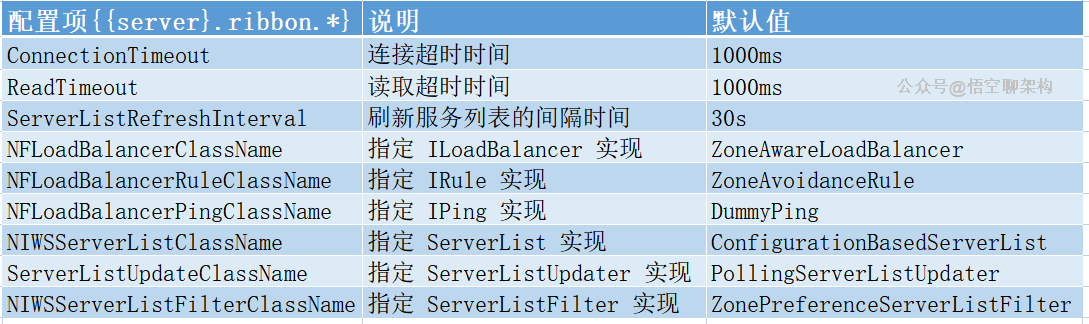 配置项{{server}.ribbon.*} 说明 默认值
ConnectionTimeout 连接超时时间 1000ms
ReadTimeout 读取超时时间 1000ms 公众号@悟空聊架构
ServerListRefreshInterval 刷新服务列表的间隔时间 30s
NFLoadBalancerClassName 指定 ILoadBalancer 实现 ZoneAwareLoadBalancer
NFLoadBalancerRuleClassName 指定 IRule 实现 ZoneAvoidanceRule
NFLoadBalancerPingClassName 指定 IPing 实现 DummyPing
NIWSServerListClassName 指定 ServerList 实现 ConfigurationBasedServerList
ServerListUpdateClassName 指定 ServerListUpdater 实现 PollingServerListUpdater
NIWSServerListFilterClassName 指定 ServerListFilter 实现 ZonePreferenceServerListFilter